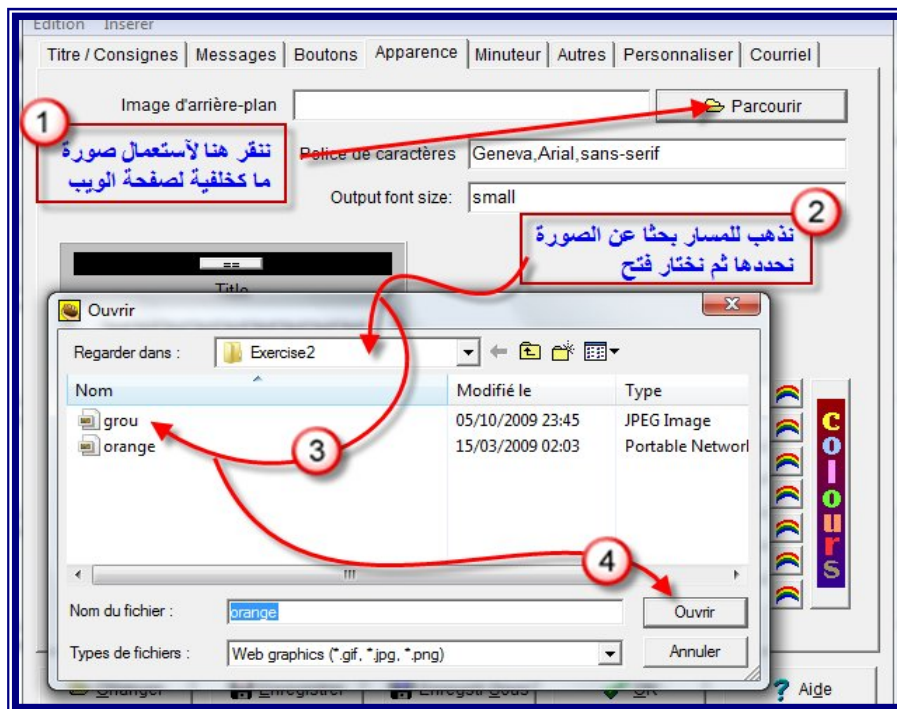 Edition Insérer
Titre / Consignes Messages Boutons Apparence Minuteur Autres Personnaliser Courriel
Image d'arrière-plan Parcourir
1
ننقر هنا لآستعمال صورة
ما كخلفية لصفحة الويب
Police de caractères Geneva,Arial,sans-serif
Output font size: small
2
نذهب للمسار بحثا عن الصورة
نحددها ثم نختار فتح
==
Title
Ouvrir
X
Regarder dans : Exercise2
Nom Modifié le Type
grou 05/10/2009 23:45 JPEG Image
orange 15/03/2009 02:03 Portable Networl
3
colours
4
Nom du fichier : orange Ouvrir
Types de fichiers : Web graphics (*.gif, *.jpg, *.png) Annuler
Changer Enregistrer OK Aide